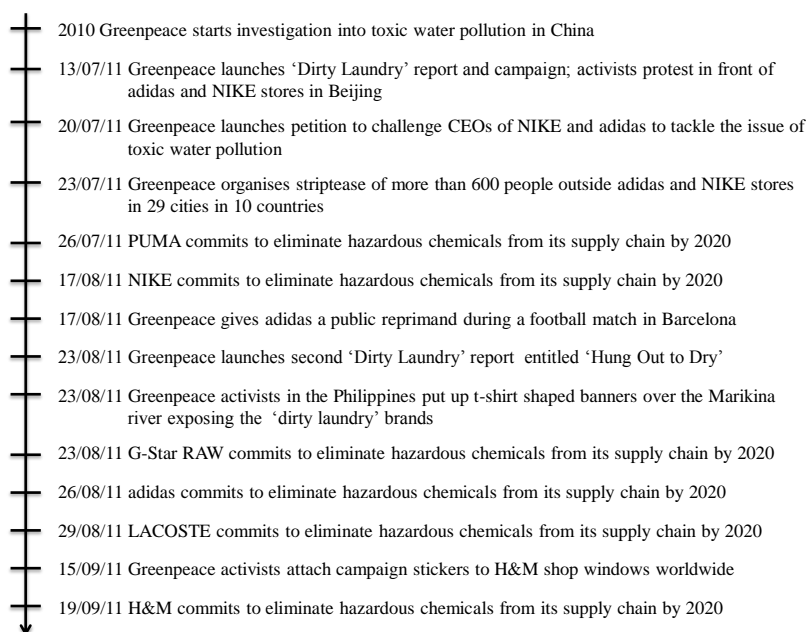 2010 Greenpeace starts investigation into toxic water pollution in China
13/07/11 Greenpeace launches ‘Dirty Laundry’ report and campaign; activists protest in front of
adidas and NIKE stores in Beijing
20/07/11 Greenpeace launches petition to challenge CEOs of NIKE and adidas to tackle the issue of
toxic water pollution
23/07/11 Greenpeace organises striptease of more than 600 people outside adidas and NIKE stores
in 29 cities in 10 countries
26/07/11 PUMA commits to eliminate hazardous chemicals from its supply chain by 2020
17/08/11 NIKE commits to eliminate hazardous chemicals from its supply chain by 2020
17/08/11 Greenpeace gives adidas a public reprimand during a football match in Barcelona
23/08/11 Greenpeace launches second ‘Dirty Laundry’ report entitled ‘Hung Out to Dry’
23/08/11 Greenpeace activists in the Philippines put up t-shirt shaped banners over the Marikina
river exposing the ‘dirty laundry’ brands
23/08/11 G-Star RAW commits to eliminate hazardous chemicals from its supply chain by 2020
26/08/11 adidas commits to eliminate hazardous chemicals from its supply chain by 2020
29/08/11 LACOSTE commits to eliminate hazardous chemicals from its supply chain by 2020
15/09/11 Greenpeace activists attach campaign stickers to H&M shop windows worldwide
19/09/11 H&M commits to eliminate hazardous chemicals from its supply chain by 2020